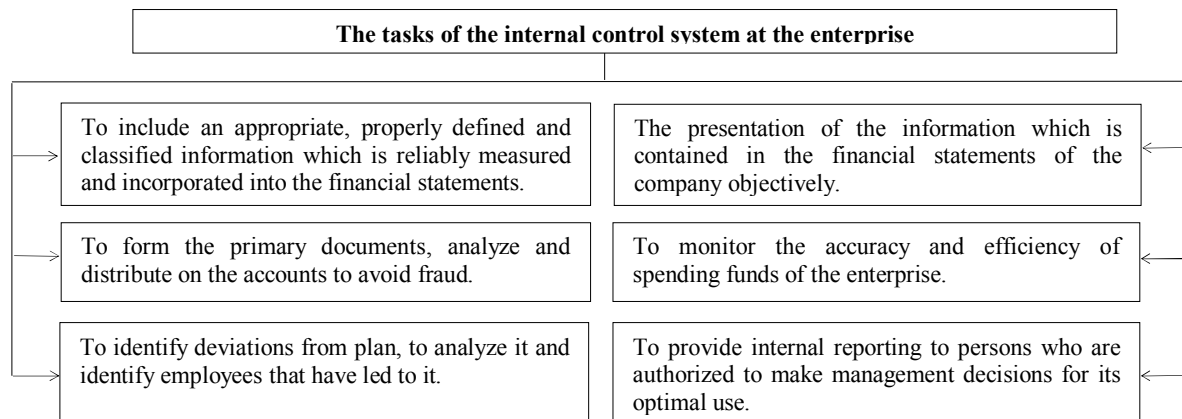 The tasks of the internal control system at the enterprise
To include an appropriate, properly defined and
classified information which is reliably measured
and incorporated into the financial statements.
The presentation of the information which is
contained in the financial statements of the
company objectively.
To form the primary documents, analyze and
distribute on the accounts to avoid fraud.
To monitor the accuracy and efficiency of
spending funds of the enterprise.
To identify deviations from plan, to analyze it and
identify employees that have led to it.
To provide internal reporting to persons who are
authorized to make management decisions for its
optimal use.